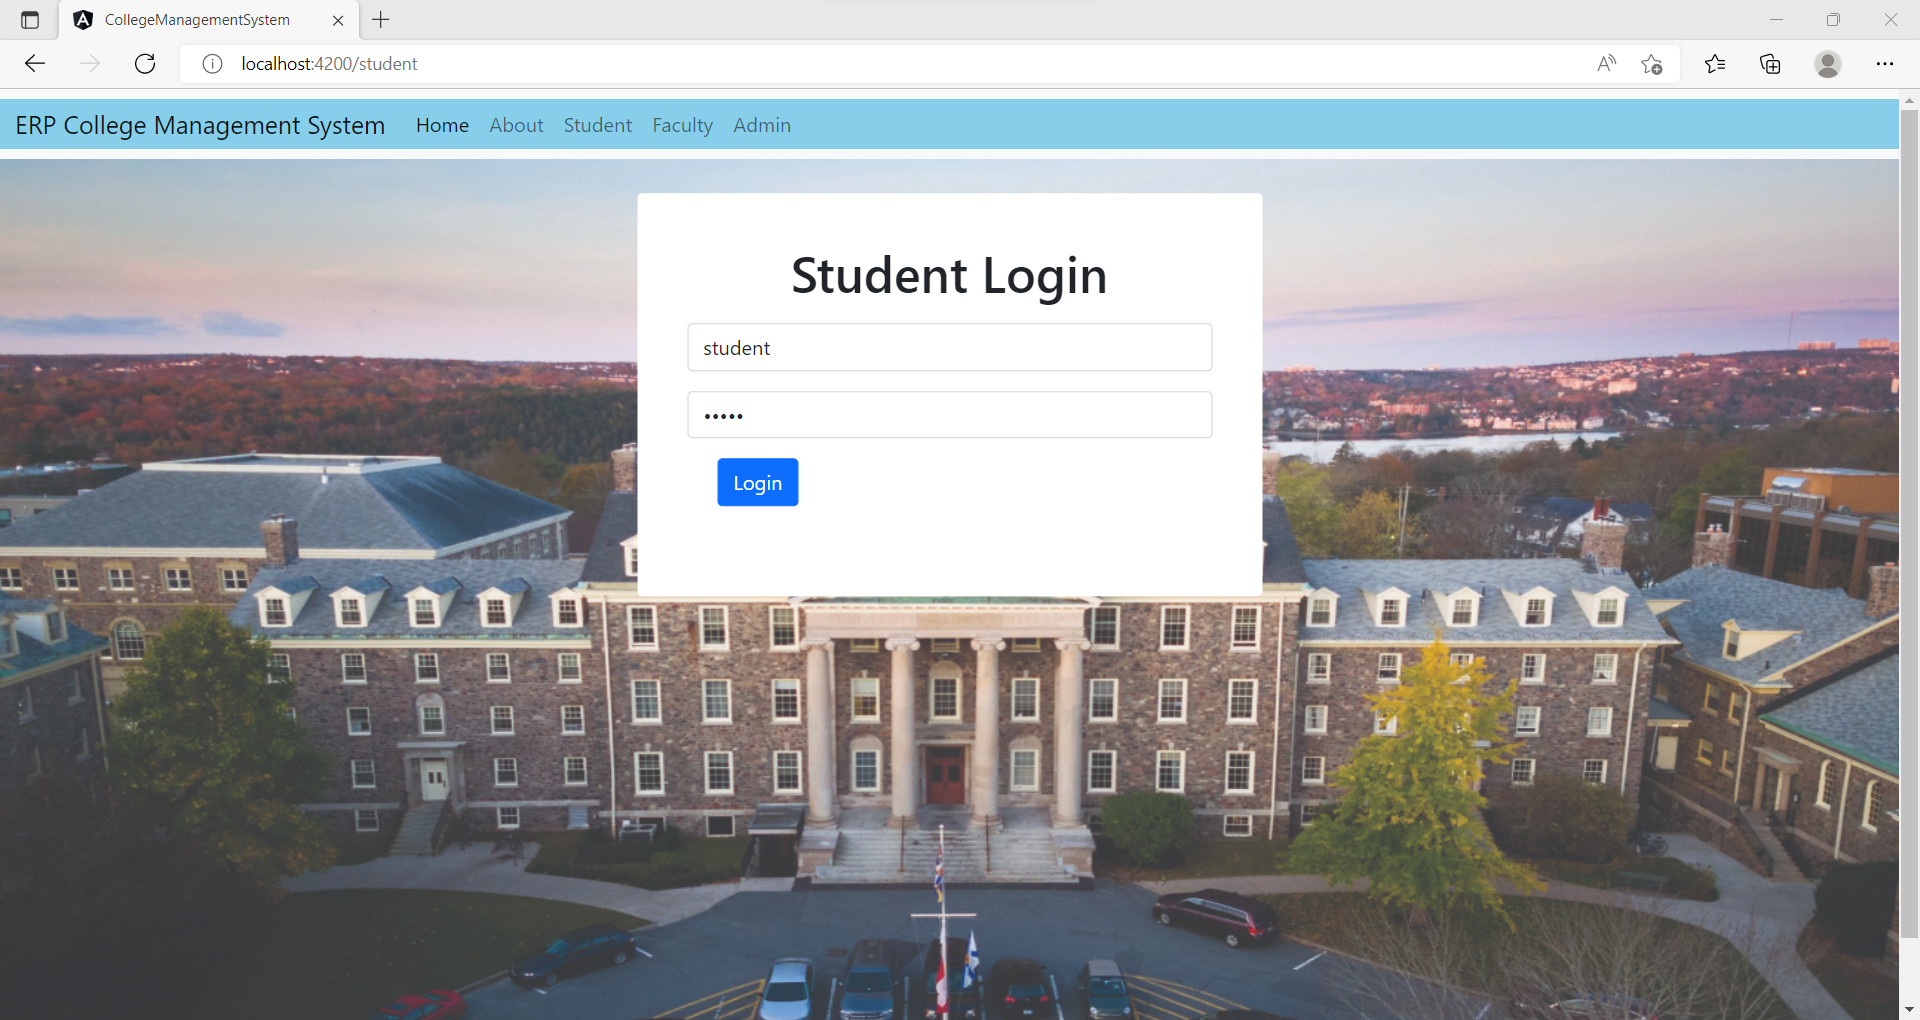 CollegeManagementSystem
localhost:4200/student
ERP College Management System Home About Student Faculty Admin
Student Login
student
•••••
Login